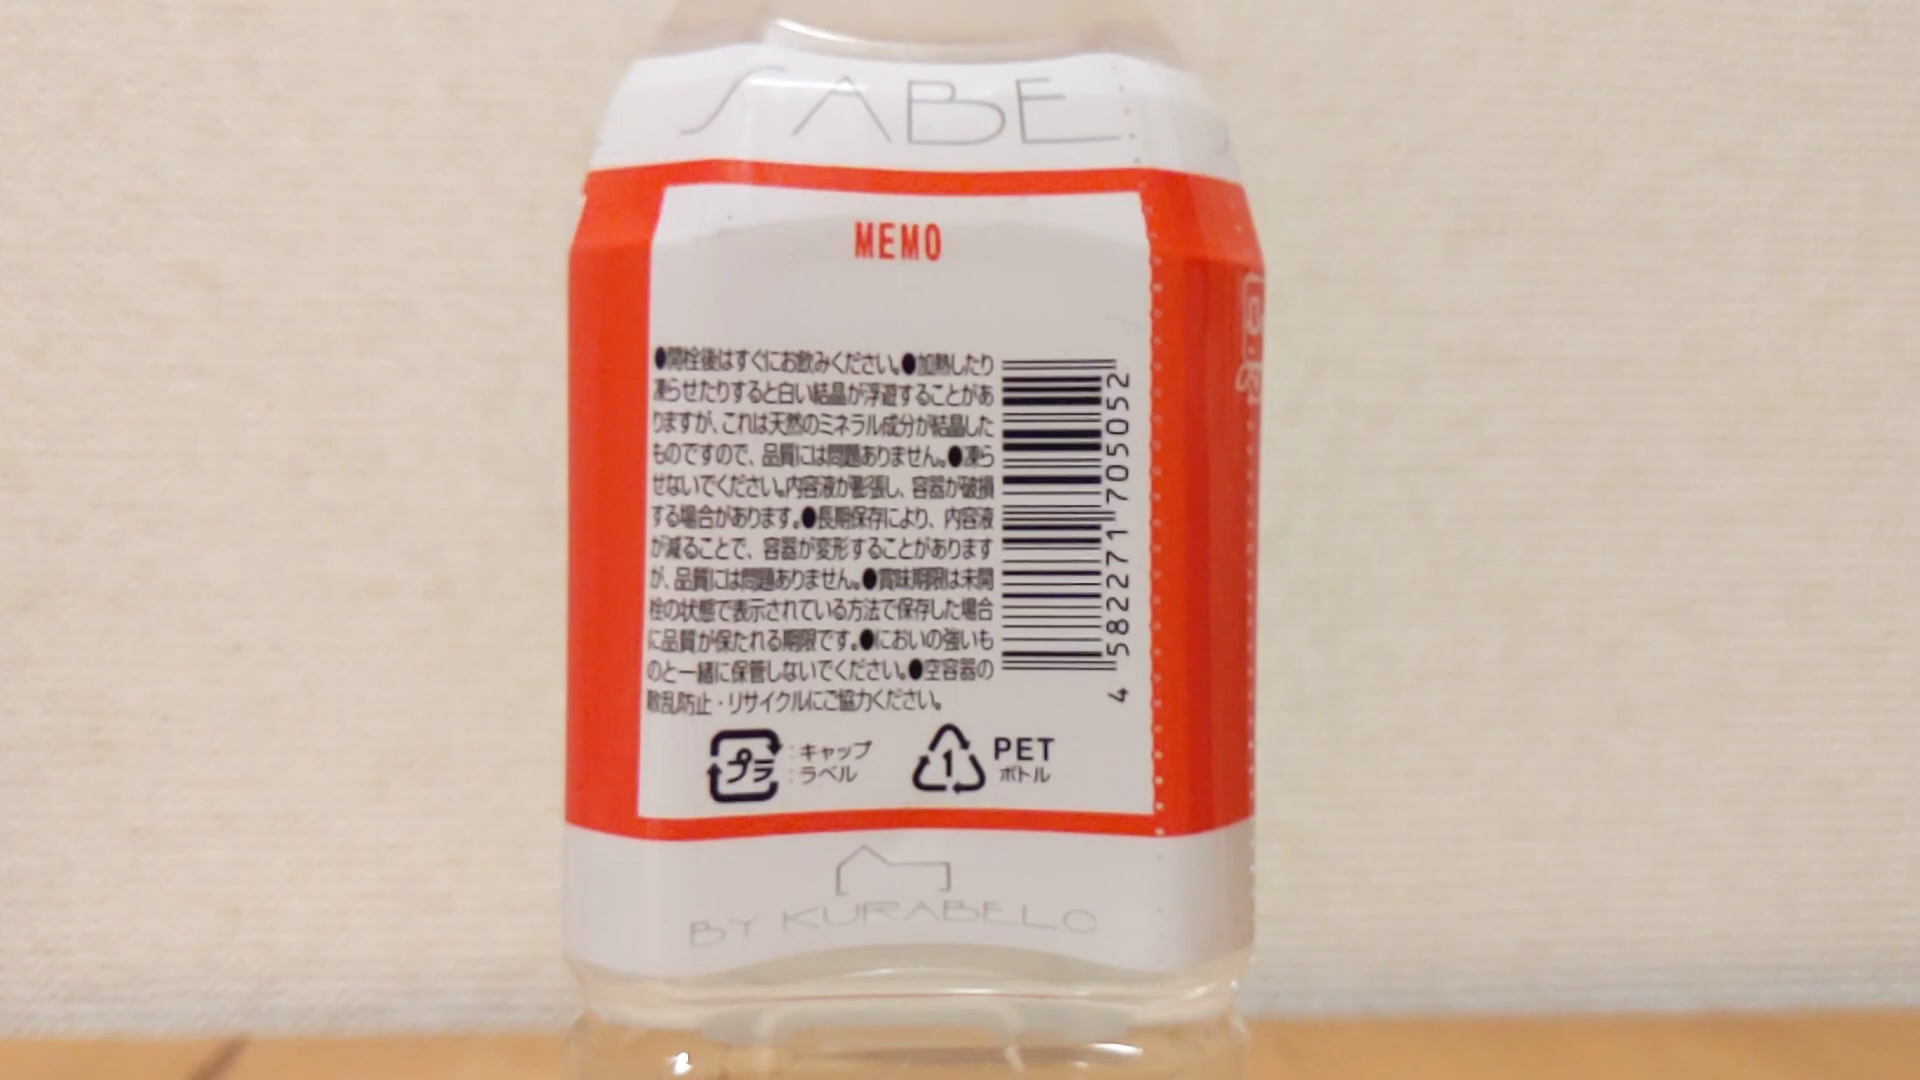 SABE
MEMO
●開栓後はすぐにお飲みください。●加熱したり
凍らせたりすると白い結晶が浮遊することがあ
りますが、これは天然のミネラル成分が結晶した
ものですので、品質には問題ありません。●凍ら
せないでください。内容液が膨張し、容器が破損
する場合があります。●長期保存により、内容液
が減ることで、容器が変形することがあります
が、品質には問題ありません。●賞味期限は未開
栓の状態で表示されている方法で保存した場合
に品質が保たれる期限です。●においの強いも
のと一緒に保管しないでください。●空容器の
散乱防止・リサイクルにご協力ください。
4 582271 705052
プラ :キャップ
:ラベル
1 PET
ボトル
BY KURABELO